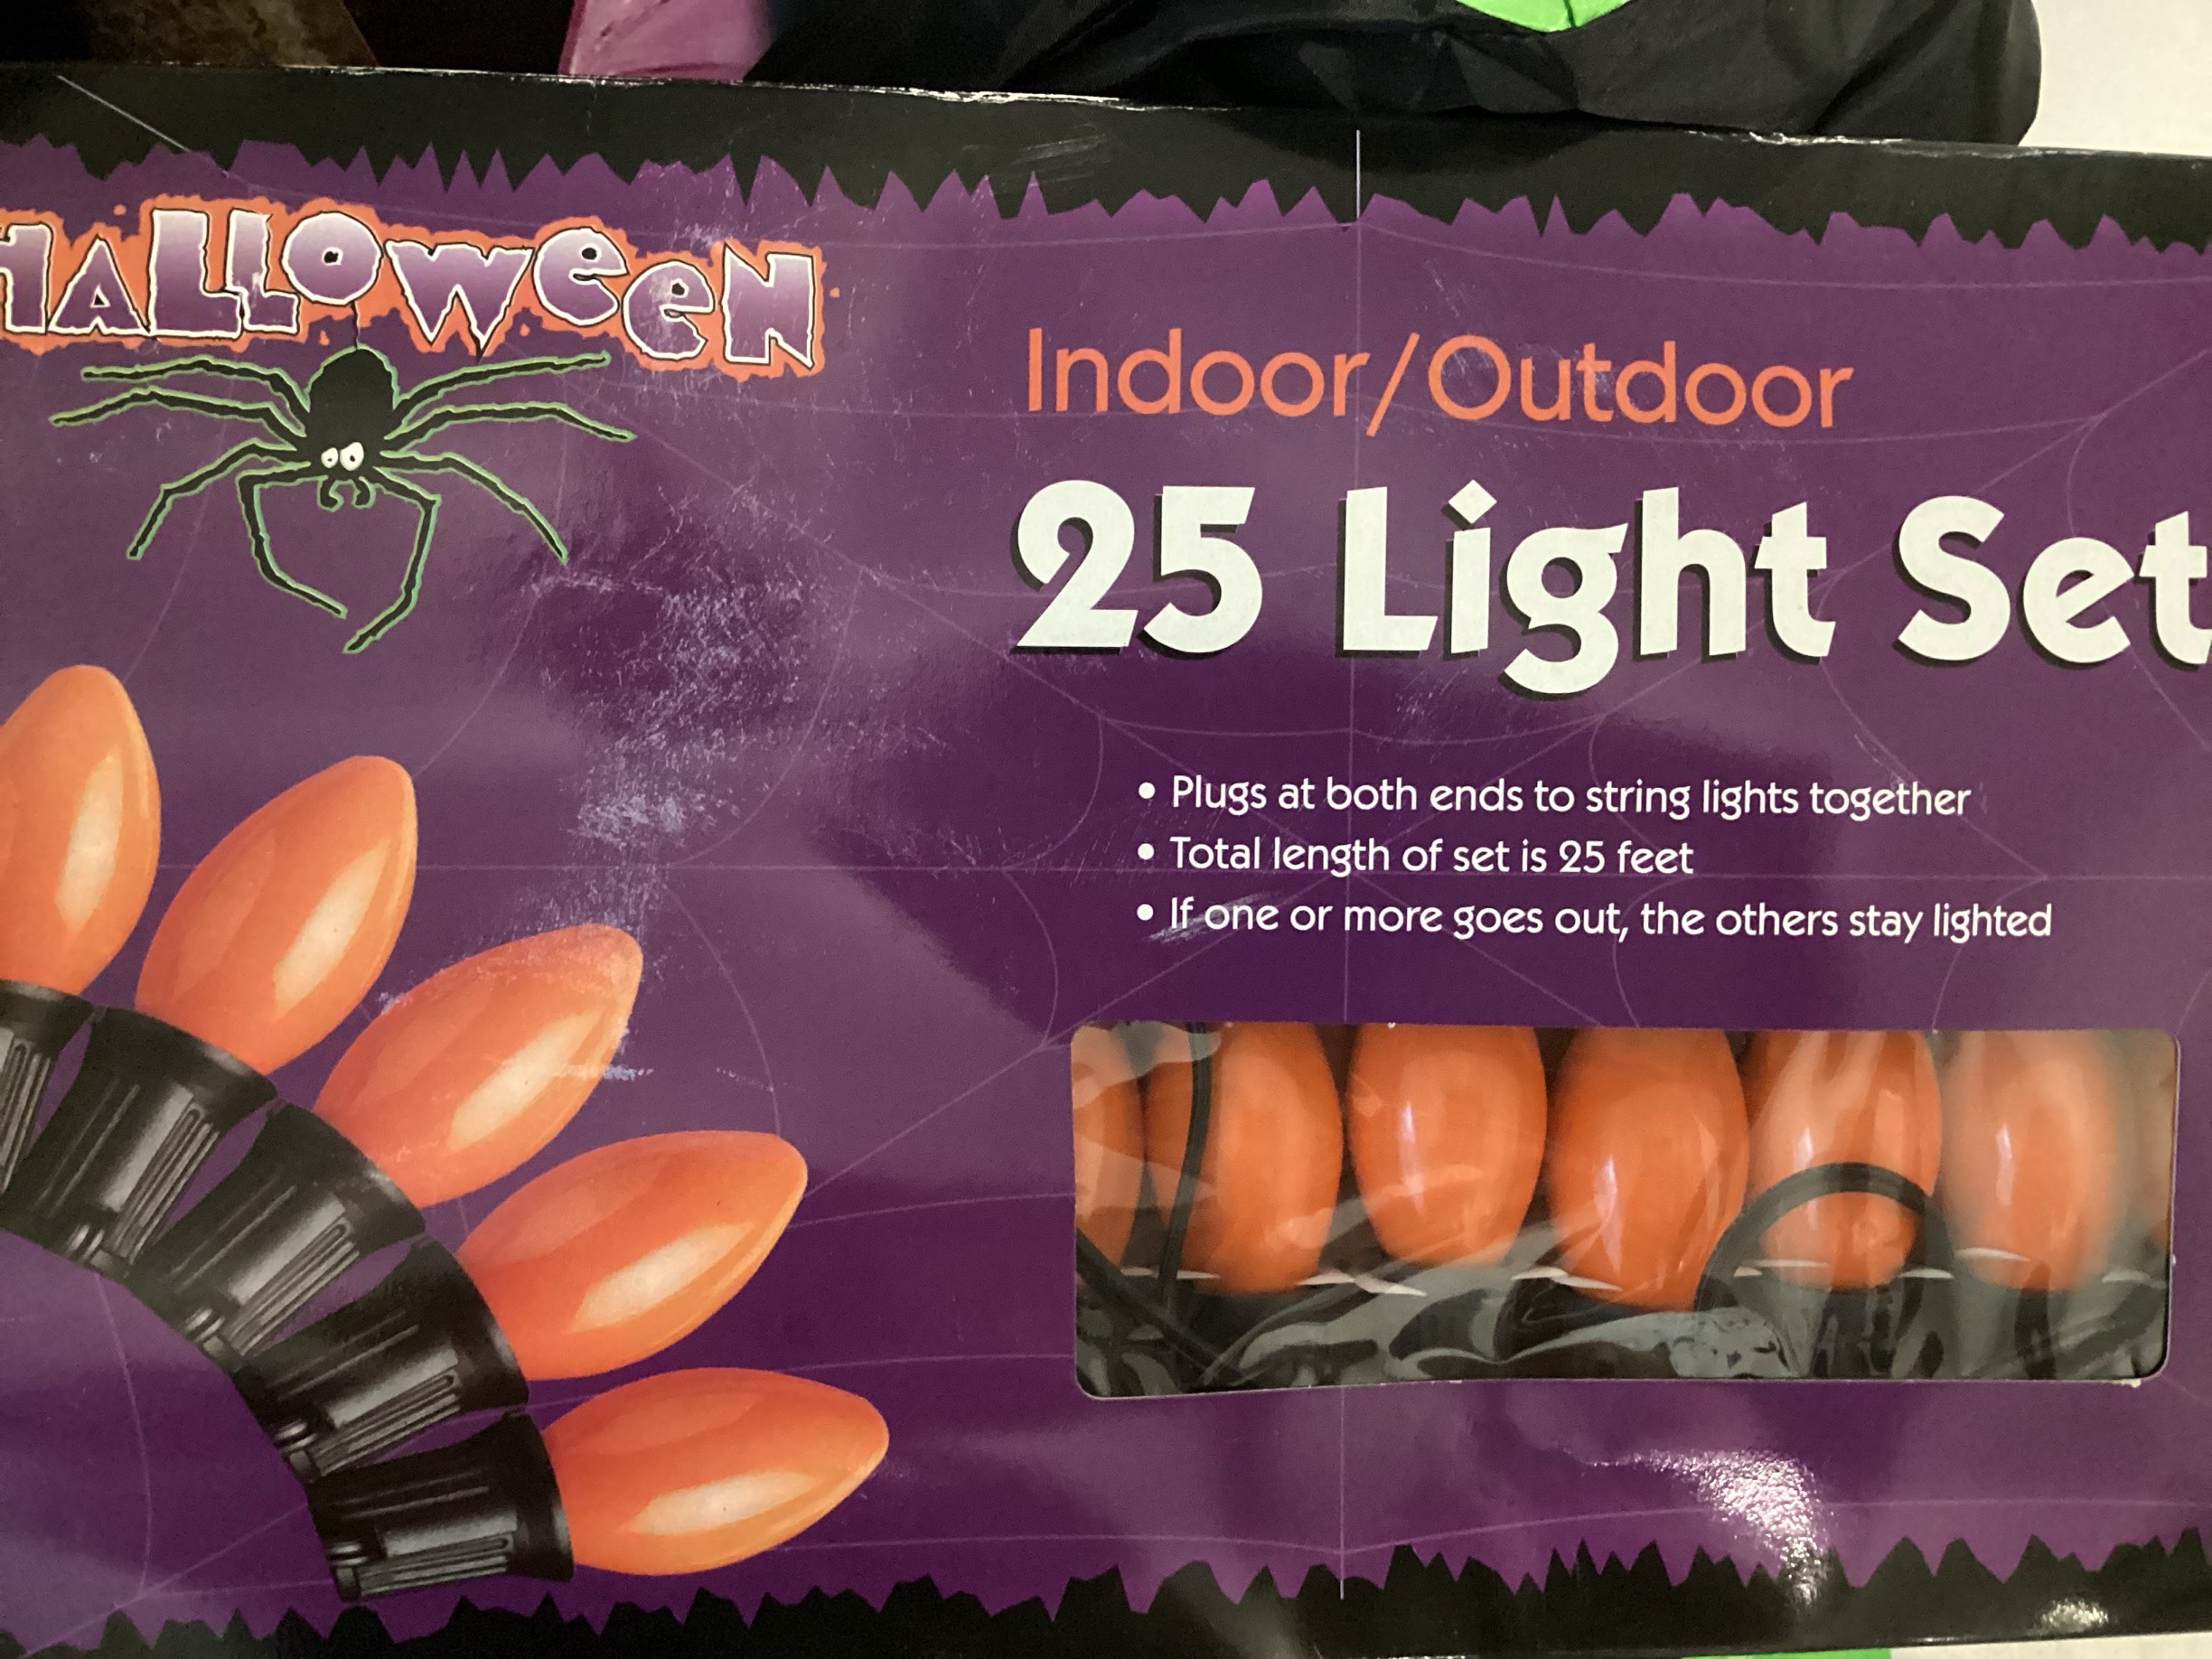 HALLOWEEN
Indoor/Outdoor
25 Light Set
• Plugs at both ends to string lights together
• Total length of set is 25 feet
• If one or more goes out, the others stay lighted